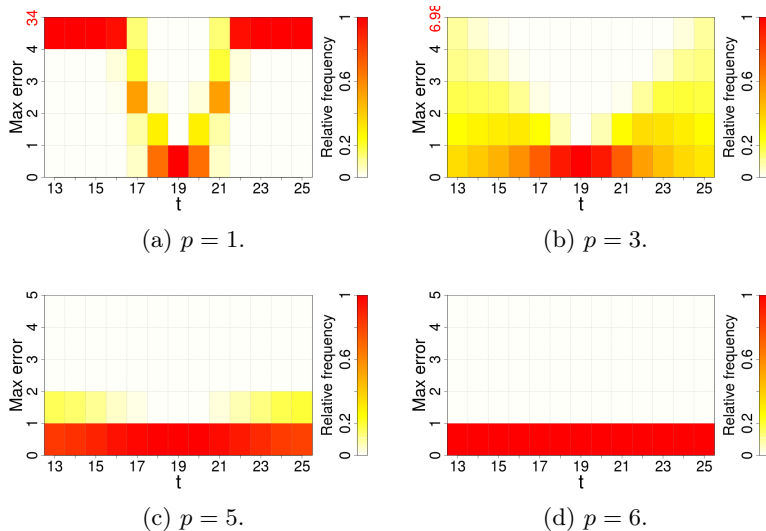 34
4
3
2
1
0
Max error
13 15 17 19 21 23 25
t
1
0.6
0.2
0
Relative frequency
(a) p = 1.
6.98
4
3
2
1
0
Max error
13 15 17 19 21 23 25
t
1
0.6
0.2
0
Relative frequency
(b) p = 3.
5
4
3
2
1
0
Max error
13 15 17 19 21 23 25
t
1
0.6
0.2
0
Relative frequency
(c) p = 5.
5
4
3
2
1
0
Max error
13 15 17 19 21 23 25
t
1
0.6
0.2
0
Relative frequency
(d) p = 6.